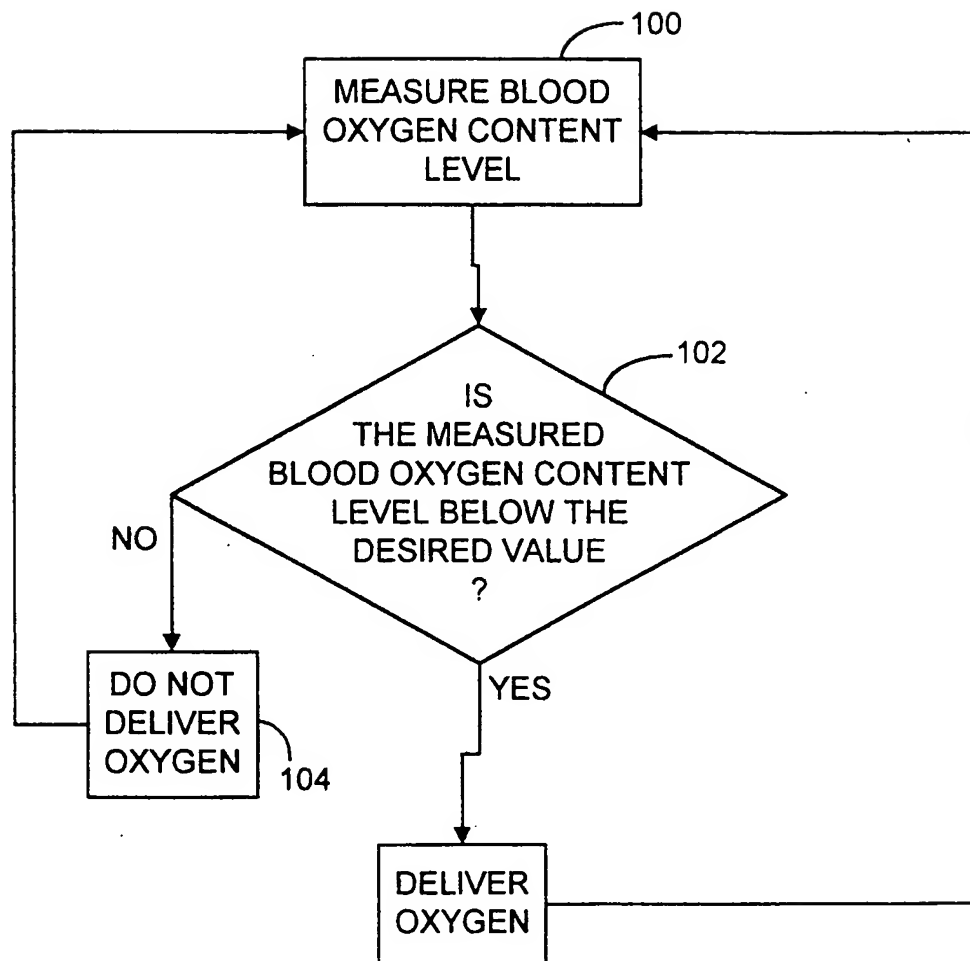 100
MEASURE BLOOD
OXYGEN CONTENT
LEVEL
102
IS
THE MEASURED
BLOOD OXYGEN CONTENT
LEVEL BELOW THE
DESIRED VALUE
?
NO
YES
DO NOT
DELIVER
OXYGEN
104
DELIVER
OXYGEN